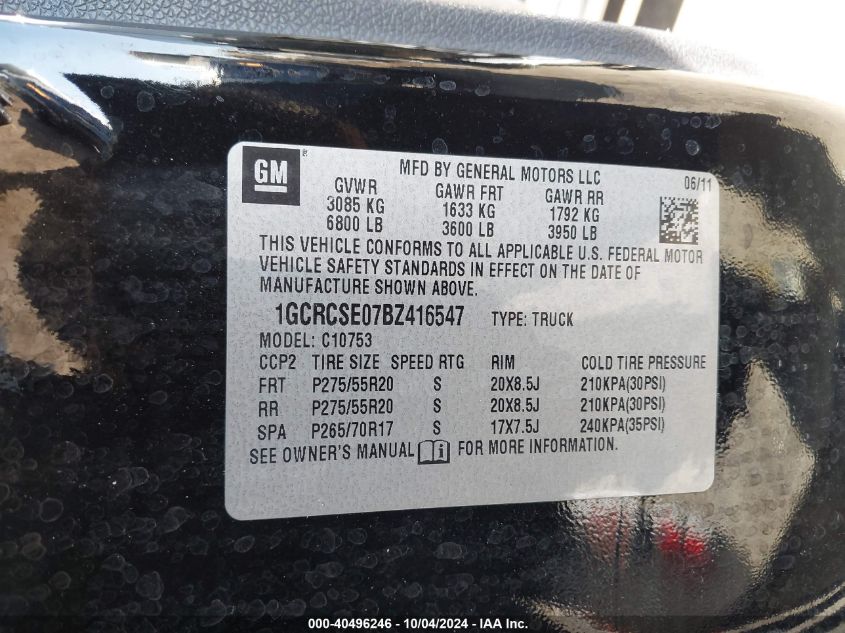 GM ®
MFD BY GENERAL MOTORS LLC 06/11
GVWR GAWR FRT GAWR RR
3085 KG 1633 KG 1792 KG
6800 LB 3600 LB 3950 LB
THIS VEHICLE CONFORMS TO ALL APPLICABLE U.S. FEDERAL MOTOR
VEHICLE SAFETY STANDARDS IN EFFECT ON THE DATE OF
MANUFACTURE SHOWN ABOVE.
1GCRCSE07BZ416547 TYPE: TRUCK
MODEL: C10753
CCP2 TIRE SIZE SPEED RTG RIM COLD TIRE PRESSURE
FRT P275/55R20 S 20X8.5J 210KPA(30PSI)
RR P275/55R20 S 20X8.5J 210KPA(30PSI)
SPA P265/70R17 S 17X7.5J 240KPA(35PSI)
SEE OWNER'S MANUAL FOR MORE INFORMATION.
000-40496246 - 10/04/2024 - IAA Inc.